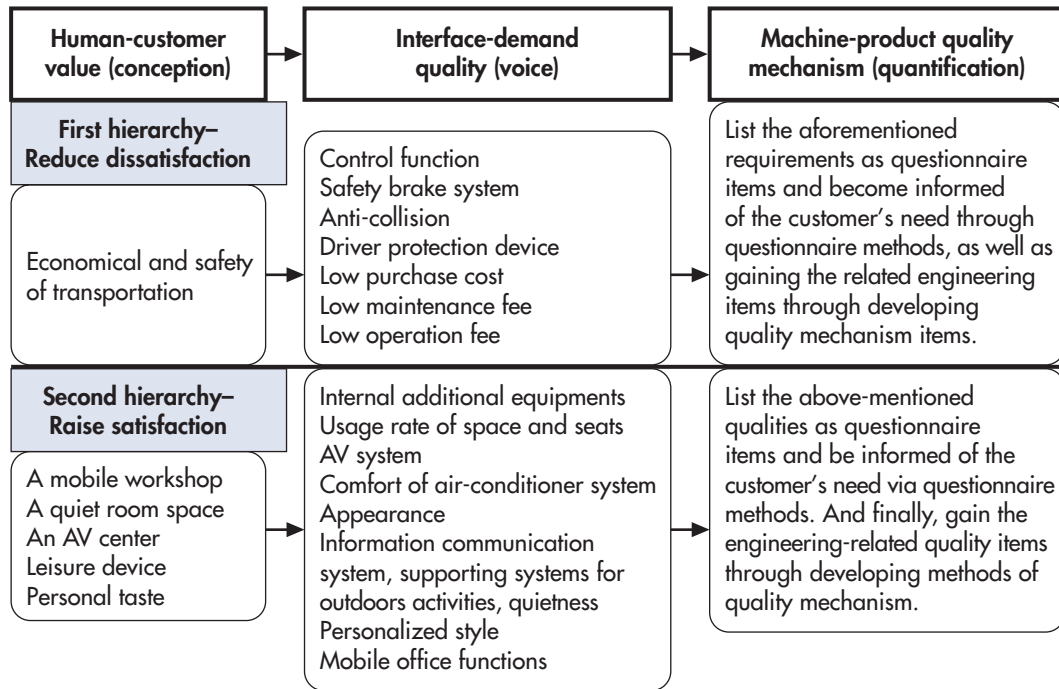 Human-customer
value (conception)
Interface-demand
quality (voice)
Machine-product quality
mechanism (quantification)
First hierarchy–
Reduce dissatisfaction
Economical and safety
of transportation
Control function
Safety brake system
Anti-collision
Driver protection device
Low purchase cost
Low maintenance fee
Low operation fee
List the aforementioned
requirements as questionnaire
items and become informed
of the customer's need through
questionnaire methods, as well as
gaining the related engineering
items through developing
quality mechanism items.
Second hierarchy–
Raise satisfaction
A mobile workshop
A quiet room space
An AV center
Leisure device
Personal taste
Internal additional equipments
Usage rate of space and seats
AV system
Comfort of air-conditioner system
Appearance
Information communication
system, supporting systems for
outdoors activities, quietness
Personalized style
Mobile office functions
List the above-mentioned
qualities as questionnaire
items and be informed of the
customer's need via questionnaire
methods. And finally, gain the
engineering-related quality items
through developing methods of
quality mechanism.